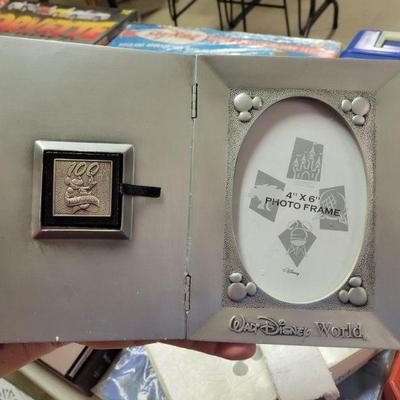 100
4" X 6"
PHOTO FRAME
©Disney
Walt Disney World